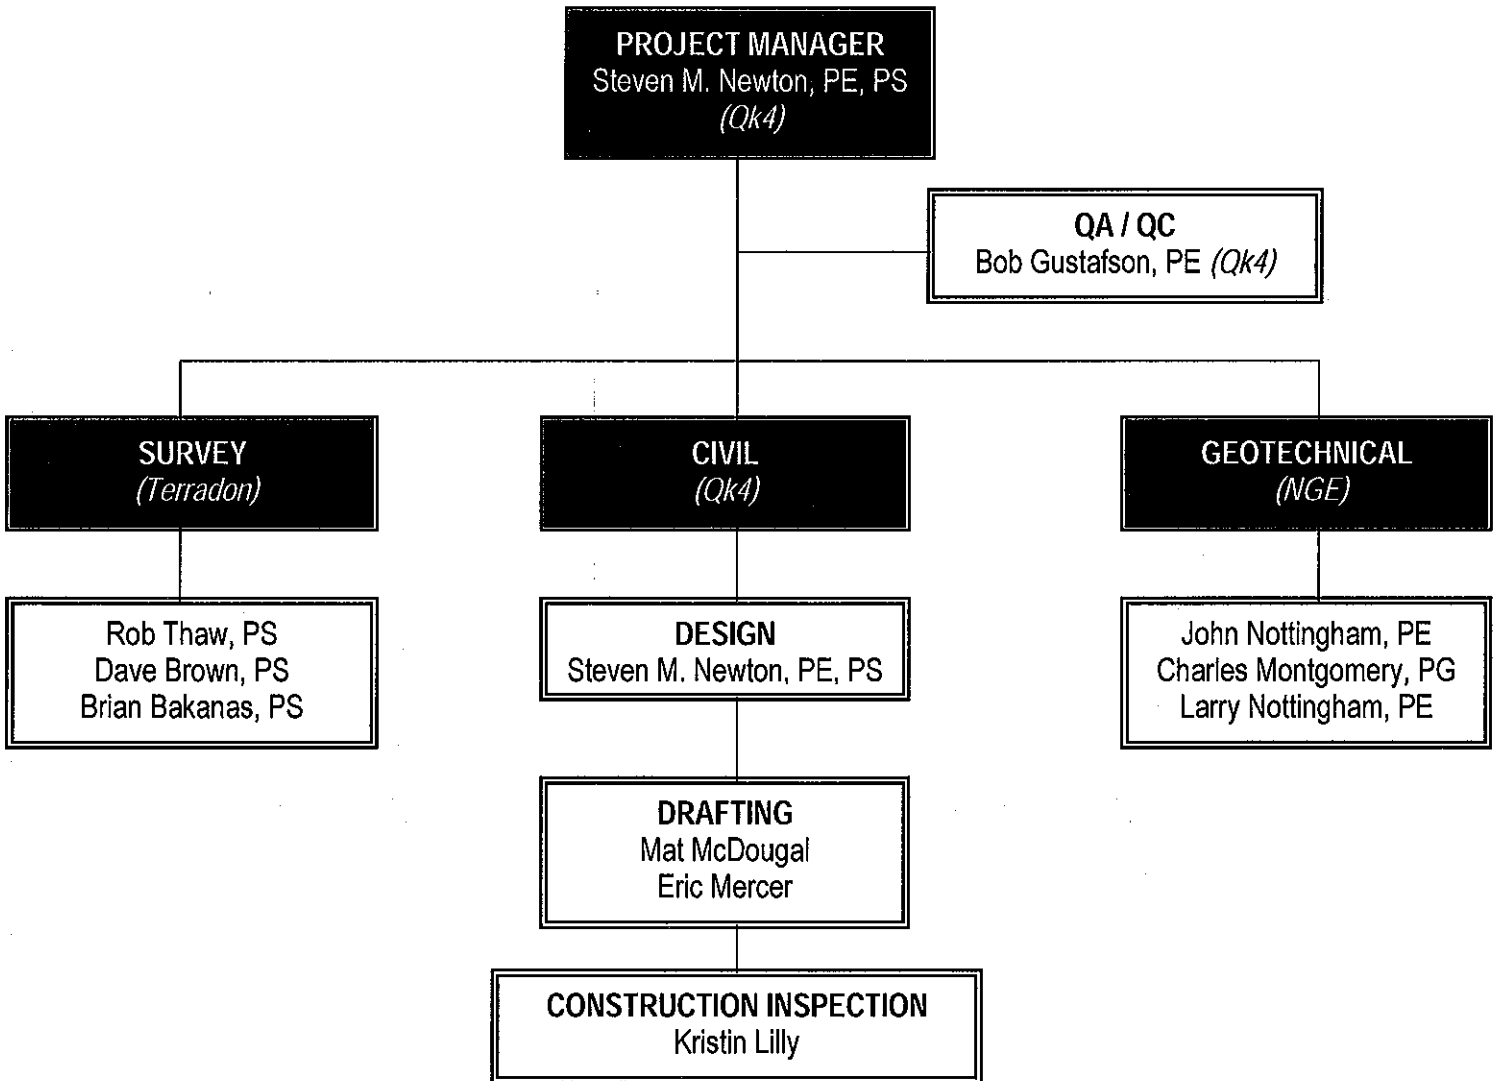 PROJECT MANAGER
Steven M. Newton, PE, PS
(Qk4)
QA / QC
Bob Gustafson, PE (Qk4)
SURVEY
(Terradon)
CIVIL
(Qk4)
GEOTECHNICAL
(NGE)
Rob Thaw, PS
Dave Brown, PS
Brian Bakanas, PS
DESIGN
Steven M. Newton, PE, PS
John Nottingham, PE
Charles Montgomery, PG
Larry Nottingham, PE
DRAFTING
Mat McDougal
Eric Mercer
CONSTRUCTION INSPECTION
Kristin Lilly